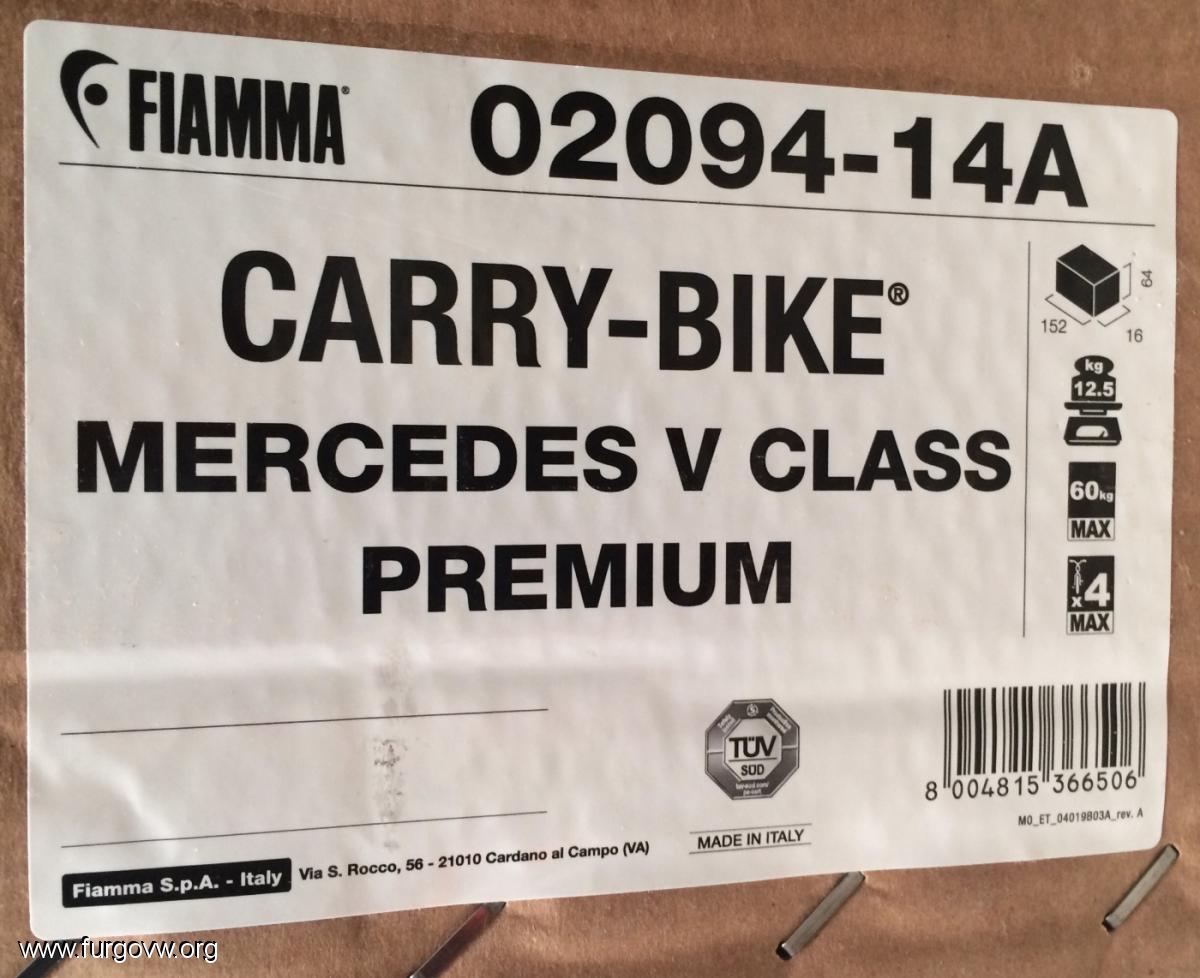 FIAMMA®
02094-14A
CARRY-BIKE®
MERCEDES V CLASS
PREMIUM
64
152
16
kg
12.5
60kg
MAX
x4
MAX
TÜV
SÜD
8 004815 366506
M0_ET_04019B03A_rev. A
MADE IN ITALY
Fiamma S.p.A. - Italy Via S. Rocco, 56 - 21010 Cardano al Campo (VA)
www.furgovw.org